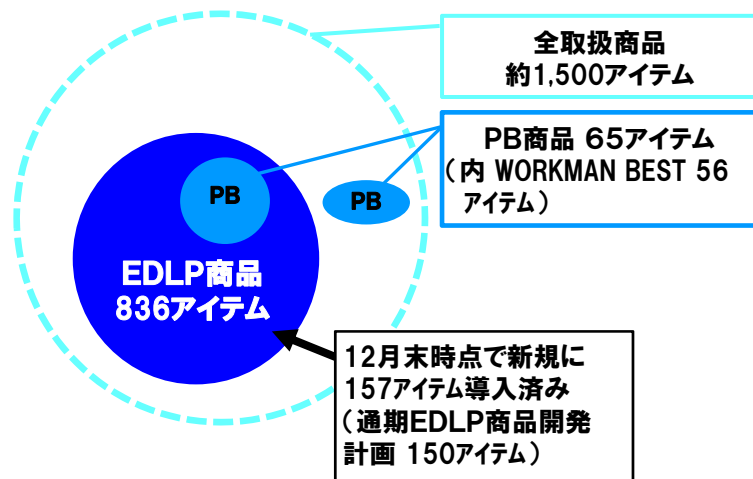 全取扱商品
約1,500アイテム
PB商品 65アイテム
（内 WORKMAN BEST 56
アイテム）
PB
PB
EDLP商品
836アイテム
12月末時点で新規に
157アイテム導入済み
（通期EDLP商品開発
計画 150アイテム）